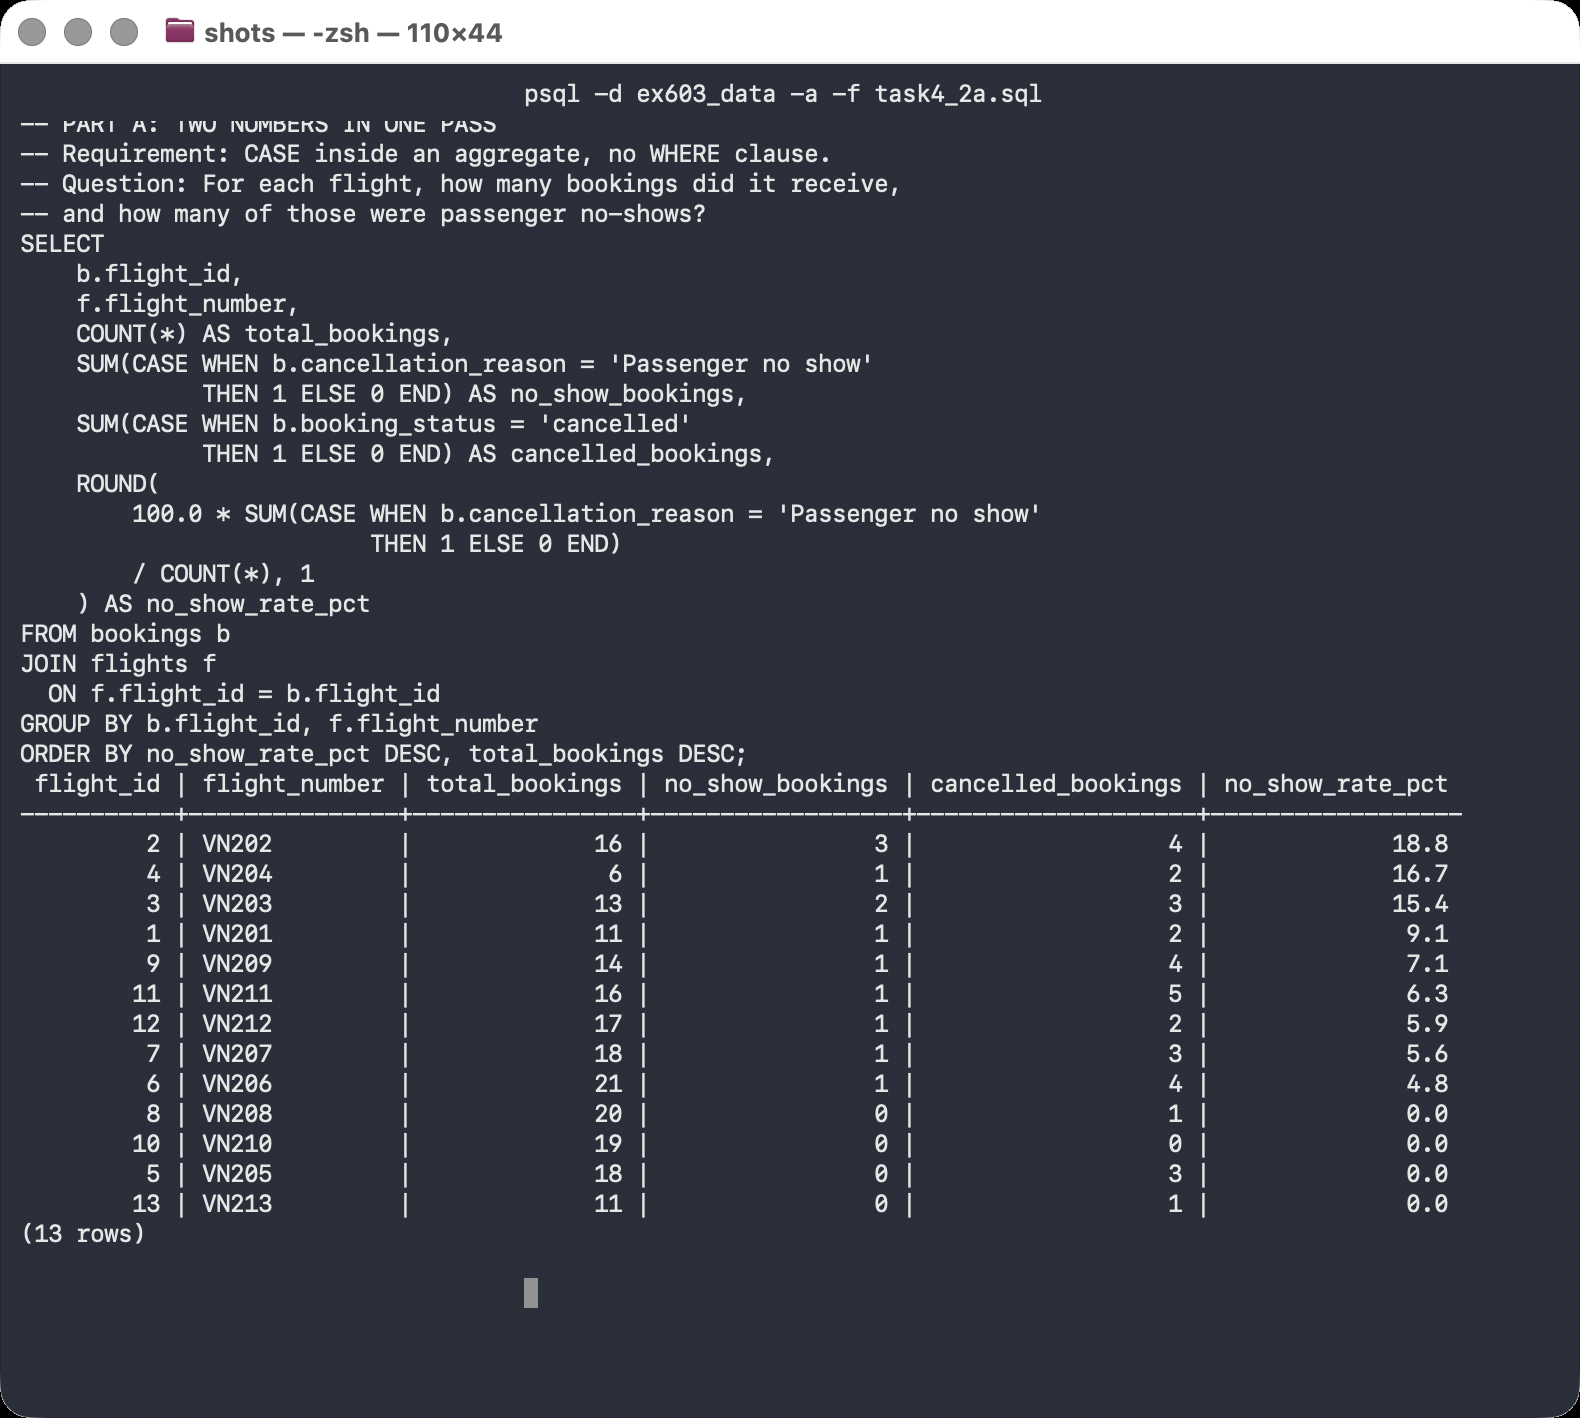 shots — -zsh — 110×44
psql -d ex603_data -a -f task4_2a.sql
-- PART A: TWO NUMBERS IN ONE PASS
-- Requirement: CASE inside an aggregate, no WHERE clause.
-- Question: For each flight, how many bookings did it receive,
-- and how many of those were passenger no-shows?
SELECT
    b.flight_id,
    f.flight_number,
    COUNT(*) AS total_bookings,
    SUM(CASE WHEN b.cancellation_reason = 'Passenger no show'
             THEN 1 ELSE 0 END) AS no_show_bookings,
    SUM(CASE WHEN b.booking_status = 'cancelled'
             THEN 1 ELSE 0 END) AS cancelled_bookings,
    ROUND(
        100.0 * SUM(CASE WHEN b.cancellation_reason = 'Passenger no show'
                         THEN 1 ELSE 0 END)
        / COUNT(*), 1
    ) AS no_show_rate_pct
FROM bookings b
JOIN flights f
  ON f.flight_id = b.flight_id
GROUP BY b.flight_id, f.flight_number
ORDER BY no_show_rate_pct DESC, total_bookings DESC;
 flight_id | flight_number | total_bookings | no_show_bookings | cancelled_bookings | no_show_rate_pct
-----------+---------------+----------------+------------------+--------------------+------------------
         2 | VN202         |             16 |                3 |                  4 |             18.8
         4 | VN204         |              6 |                1 |                  2 |             16.7
         3 | VN203         |             13 |                2 |                  3 |             15.4
         1 | VN201         |             11 |                1 |                  2 |              9.1
         9 | VN209         |             14 |                1 |                  4 |              7.1
        11 | VN211         |             16 |                1 |                  5 |              6.3
        12 | VN212         |             17 |                1 |                  2 |              5.9
         7 | VN207         |             18 |                1 |                  3 |              5.6
         6 | VN206         |             21 |                1 |                  4 |              4.8
         8 | VN208         |             20 |                0 |                  1 |              0.0
        10 | VN210         |             19 |                0 |                  0 |              0.0
         5 | VN205         |             18 |                0 |                  3 |              0.0
        13 | VN213         |             11 |                0 |                  1 |              0.0
(13 rows)